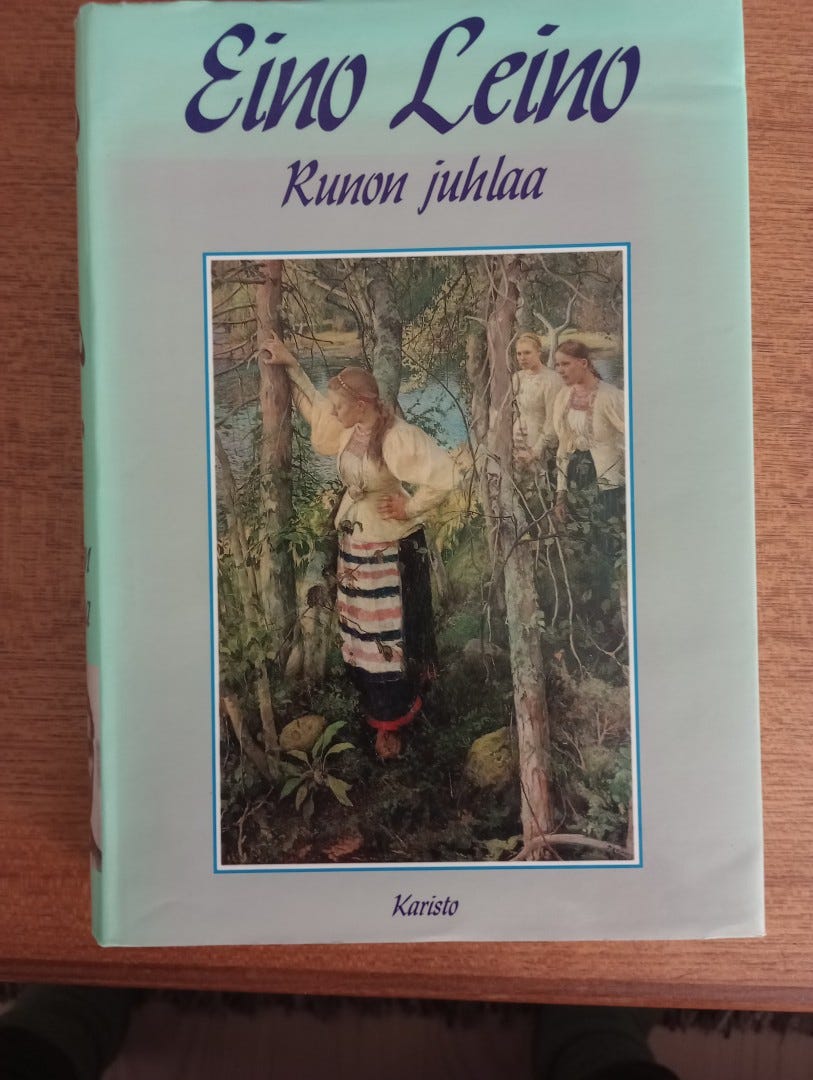 Eino Leino
Runon juhlaa
Karisto